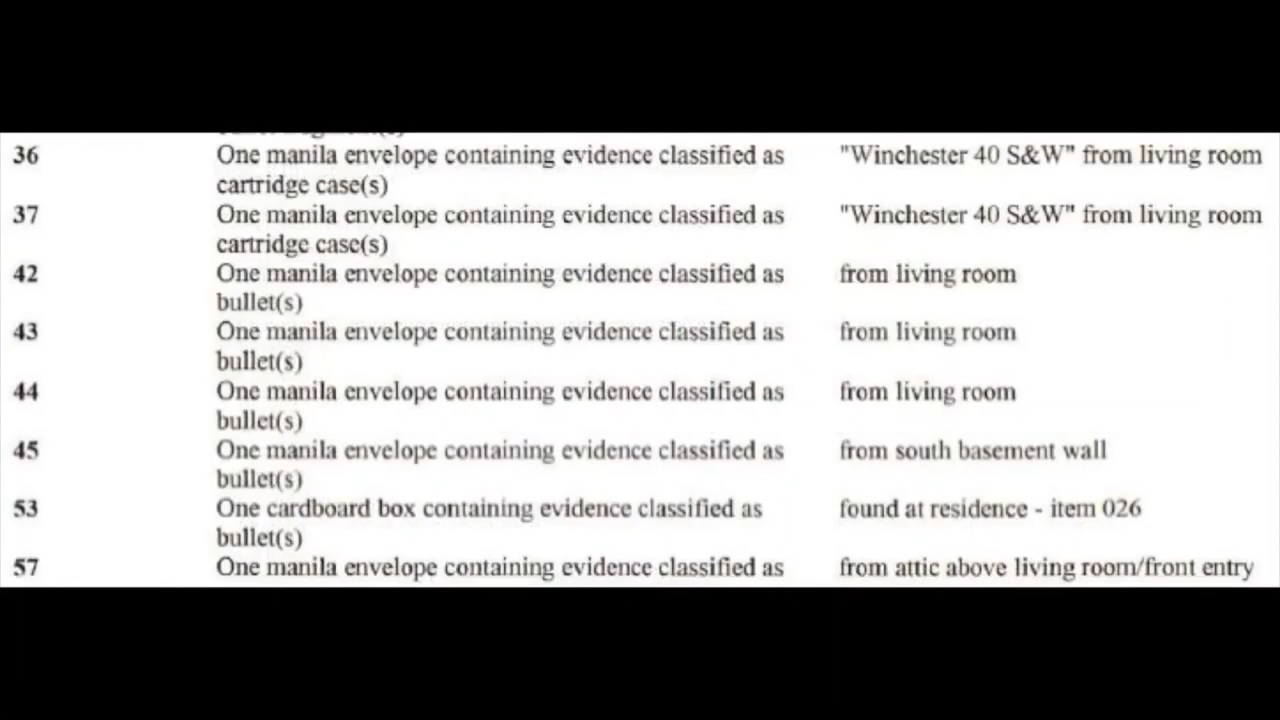 36 One manila envelope containing evidence classified as "Winchester 40 S&W" from living room
cartridge case(s)
37 One manila envelope containing evidence classified as "Winchester 40 S&W" from living room
cartridge case(s)
42 One manila envelope containing evidence classified as from living room
bullet(s)
43 One manila envelope containing evidence classified as from living room
bullet(s)
44 One manila envelope containing evidence classified as from living room
bullet(s)
45 One manila envelope containing evidence classified as from south basement wall
bullet(s)
53 One cardboard box containing evidence classified as found at residence - item 026
bullet(s)
57 One manila envelope containing evidence classified as from attic above living room/front entry